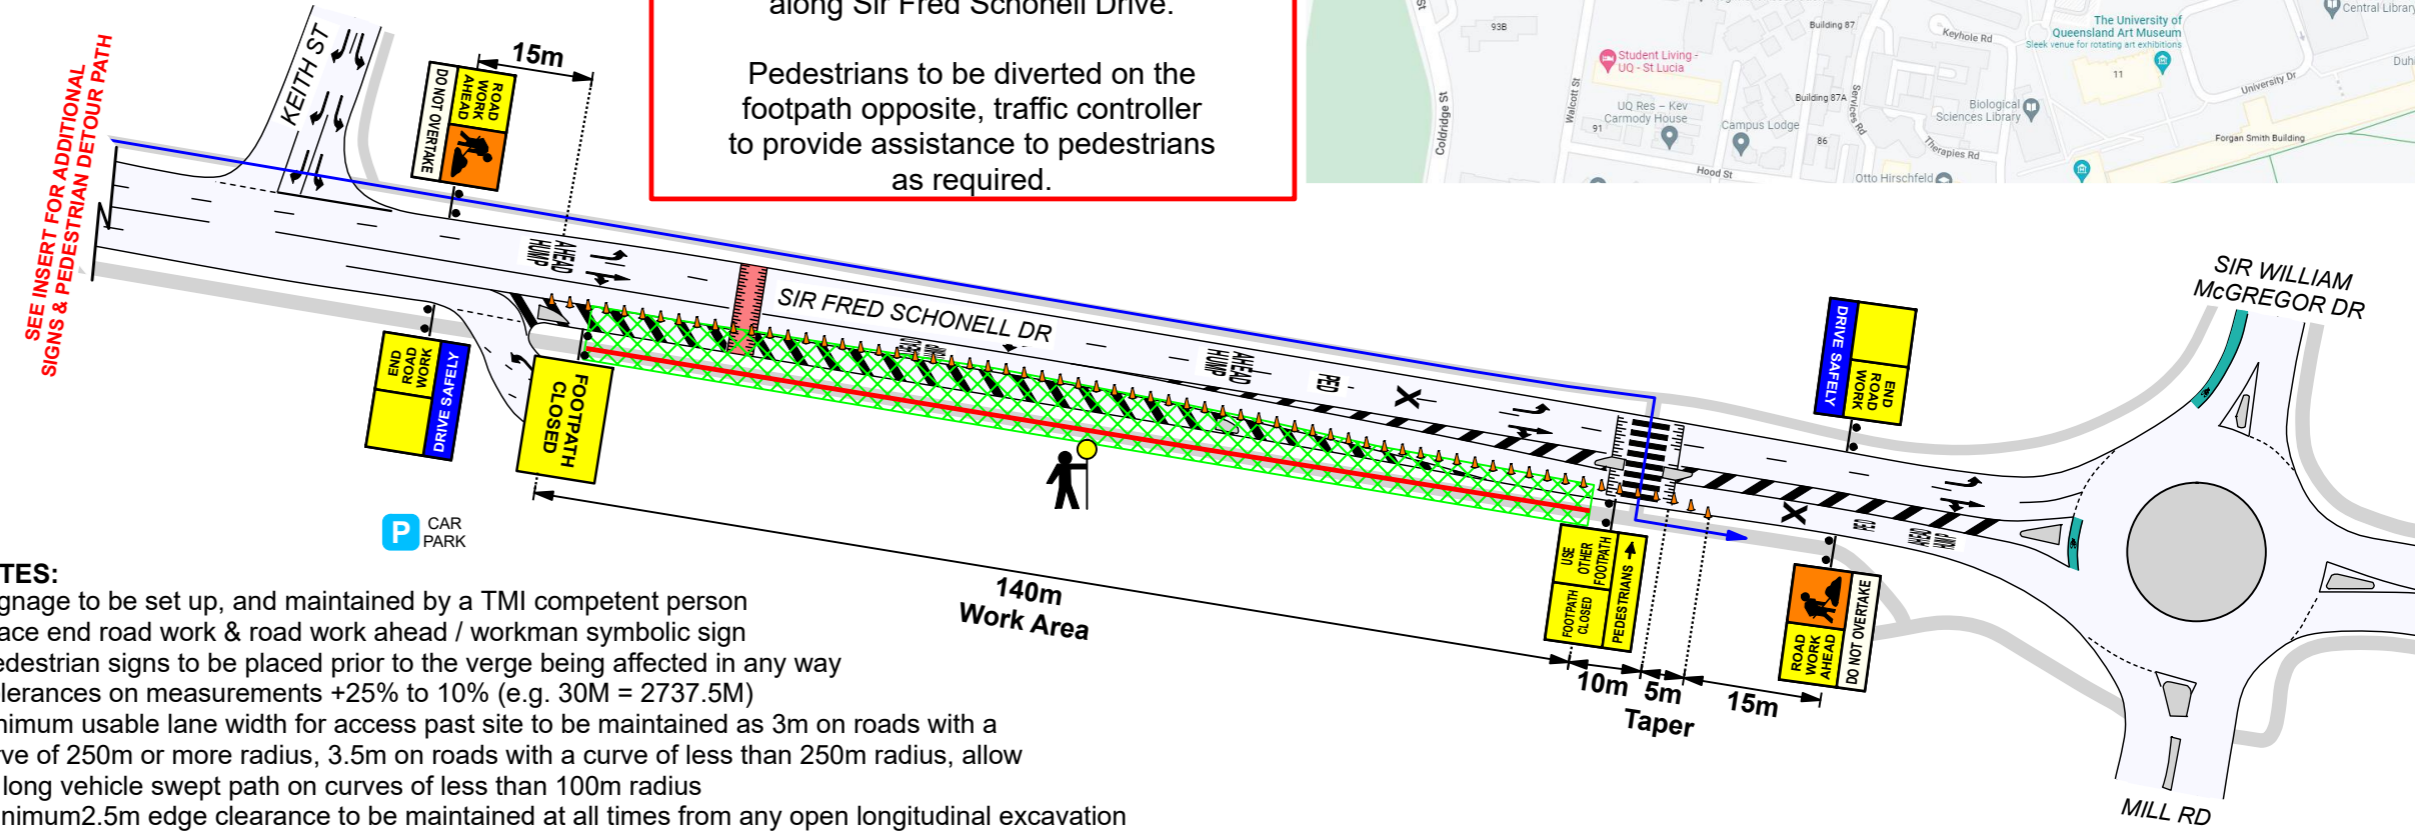 along Sir Fred Schonell Drive.
Pedestrians to be diverted on the
footpath opposite, traffic controller
to provide assistance to pedestrians
as required.
SEE INSERT FOR ADDITIONAL
SIGNS & PEDESTRIAN DETOUR PATH
KEITH ST
15m
ROAD
WORK
AHEAD
DO NOT OVERTAKE
AHEAD
HUMP
SIR FRED SCHONELL DR
END
ROAD
WORK
DRIVE SAFELY
FOOTPATH
CLOSED
P
CAR
PARK
140m
Work Area
AHEAD
HUMP
PED
X
DRIVE SAFELY
END
ROAD
WORK
SIR WILLIAM
McGREGOR DR
X
PED
HUMP
AHEAD
USE
OTHER
FOOTPATH
FOOTPATH
CLOSED
PEDESTRIANS
10m
5m
Taper
15m
ROAD
WORK
AHEAD
DO NOT OVERTAKE
MILL RD
St
93B
Building 87
Keyhole Rd
The University of
Queensland Art Museum
Sleek venue for rotating art exhibitions
Central Library
Student Living -
UQ - St Lucia
11
University Dr
Walcott St
Coldridge St
UQ Res – Kev
Carmody House
91
Campus Lodge
Building 87A
86
Services Rd
Biological
Sciences Library
Therapies Rd
Forgan Smith Building
Hood St
Otto Hirschfeld
TES:
gnage to be set up, and maintained by a TMI competent person
ace end road work & road work ahead / workman symbolic sign
edestrian signs to be placed prior to the verge being affected in any way
lerances on measurements +25% to 10% (e.g. 30M = 2737.5M)
nimum usable lane width for access past site to be maintained as 3m on roads with a
rve of 250m or more radius, 3.5m on roads with a curve of less than 250m radius, allow
long vehicle swept path on curves of less than 100m radius
nimum2.5m edge clearance to be maintained at all times from any open longitudinal excavation